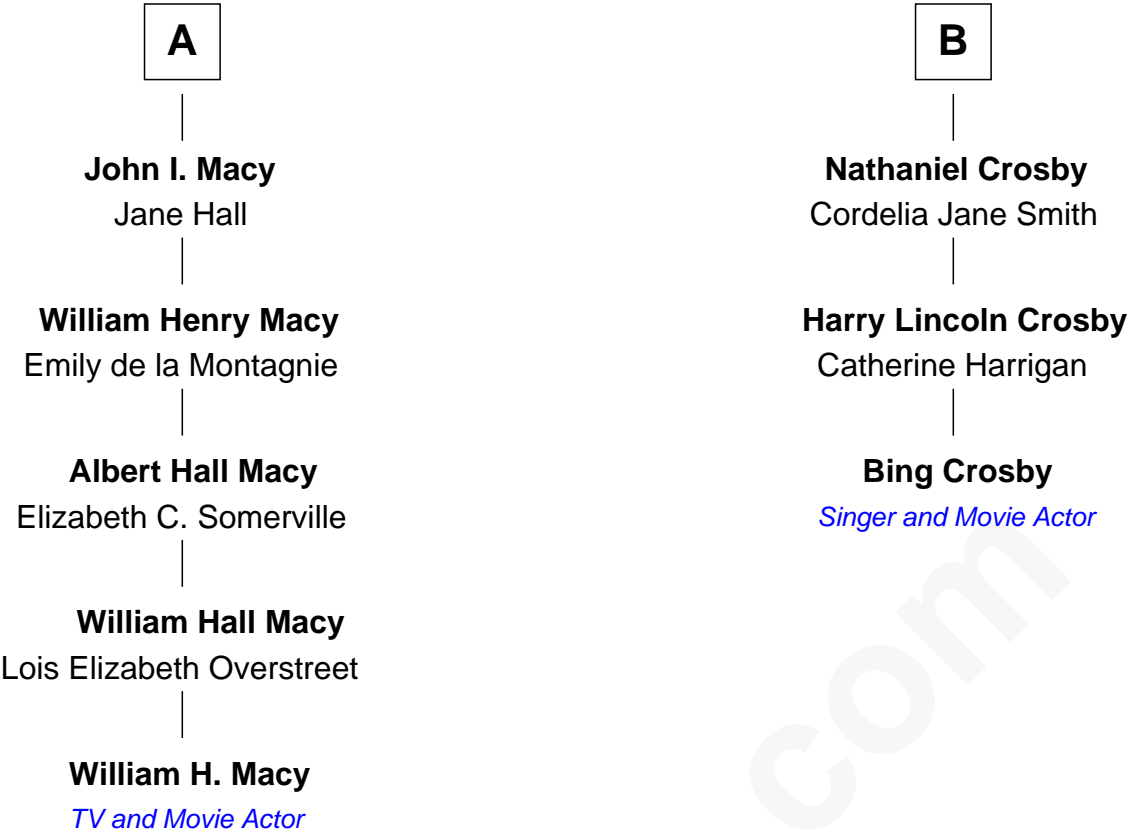 A
John I. Macy
Jane Hall
William Henry Macy
Emily de la Montagnie
Albert Hall Macy
Elizabeth C. Somerville
William Hall Macy
Lois Elizabeth Overstreet
William H. Macy
TV and Movie Actor
B
Nathaniel Crosby
Cordelia Jane Smith
Harry Lincoln Crosby
Catherine Harrigan
Bing Crosby
Singer and Movie Actor
com